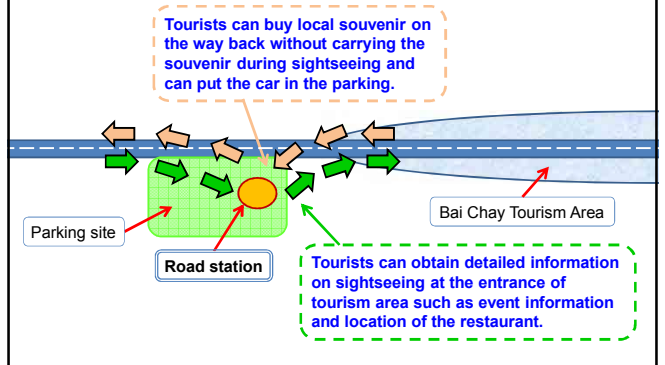 Tourists can buy local souvenir on
the way back without carrying the
souvenir during sightseeing and
can put the car in the parking.
Bai Chay Tourism Area
Parking site
Road station
Tourists can obtain detailed information
on sightseeing at the entrance of
tourism area such as event information
and location of the restaurant.